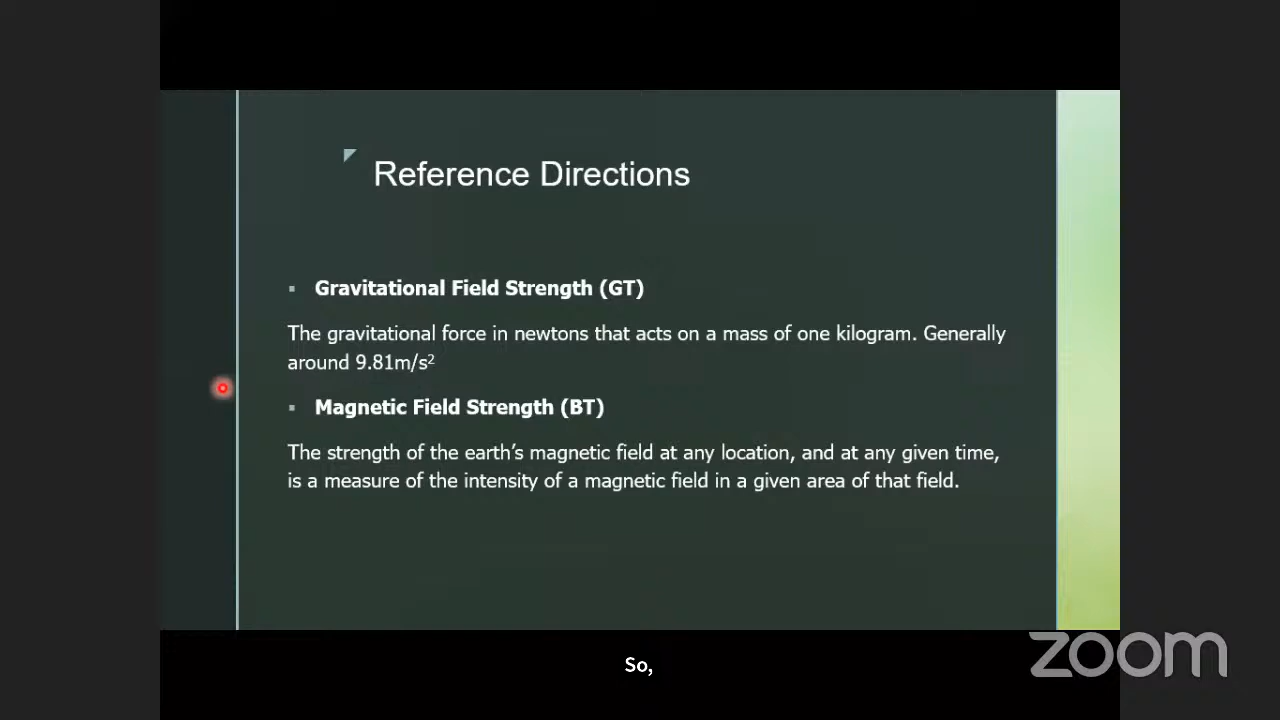 Reference Directions
▪ Gravitational Field Strength (GT)
The gravitational force in newtons that acts on a mass of one kilogram. Generally
around 9.81m/s²
▪ Magnetic Field Strength (BT)
The strength of the earth's magnetic field at any location, and at any given time,
is a measure of the intensity of a magnetic field in a given area of that field.
So,
zoom